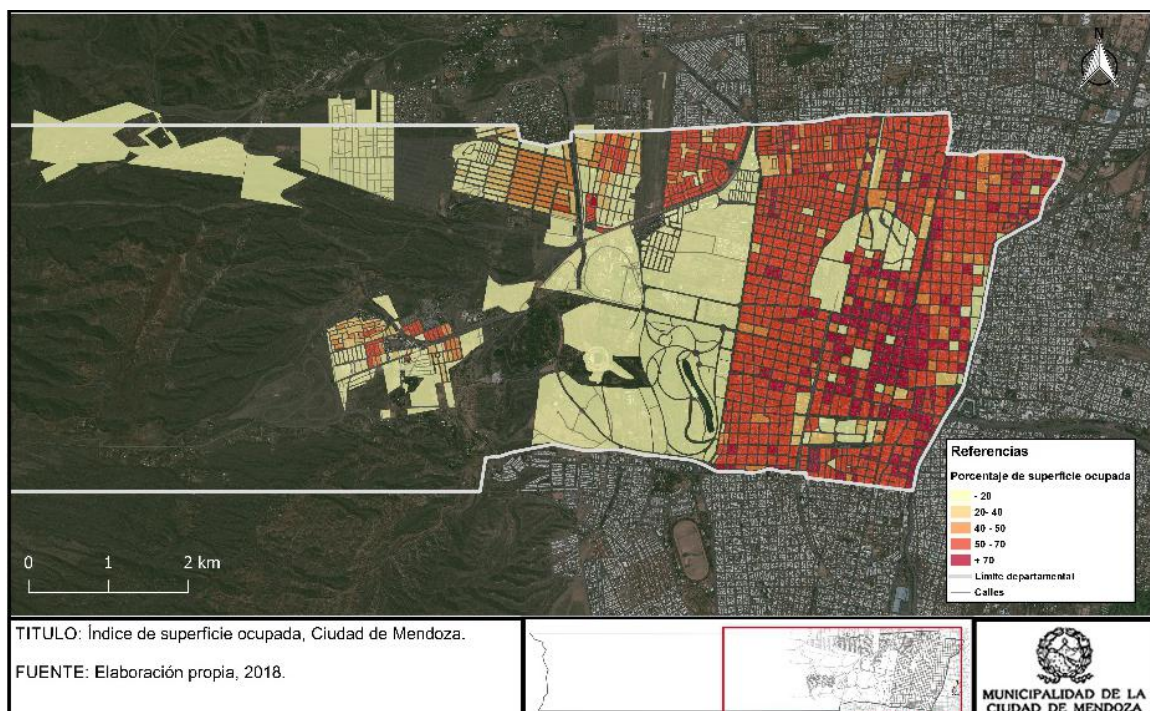 N
Referencias
Porcentaje de superficie ocupada
- 20
20- 40
40 - 50
50 - 70
+ 70
Límite departamental
Calles
0 1 2 km
TITULO: Índice de superficie ocupada, Ciudad de Mendoza.
FUENTE: Elaboración propia, 2018.
MUNICIPALIDAD DE LA
CIUDAD DE MENDOZA